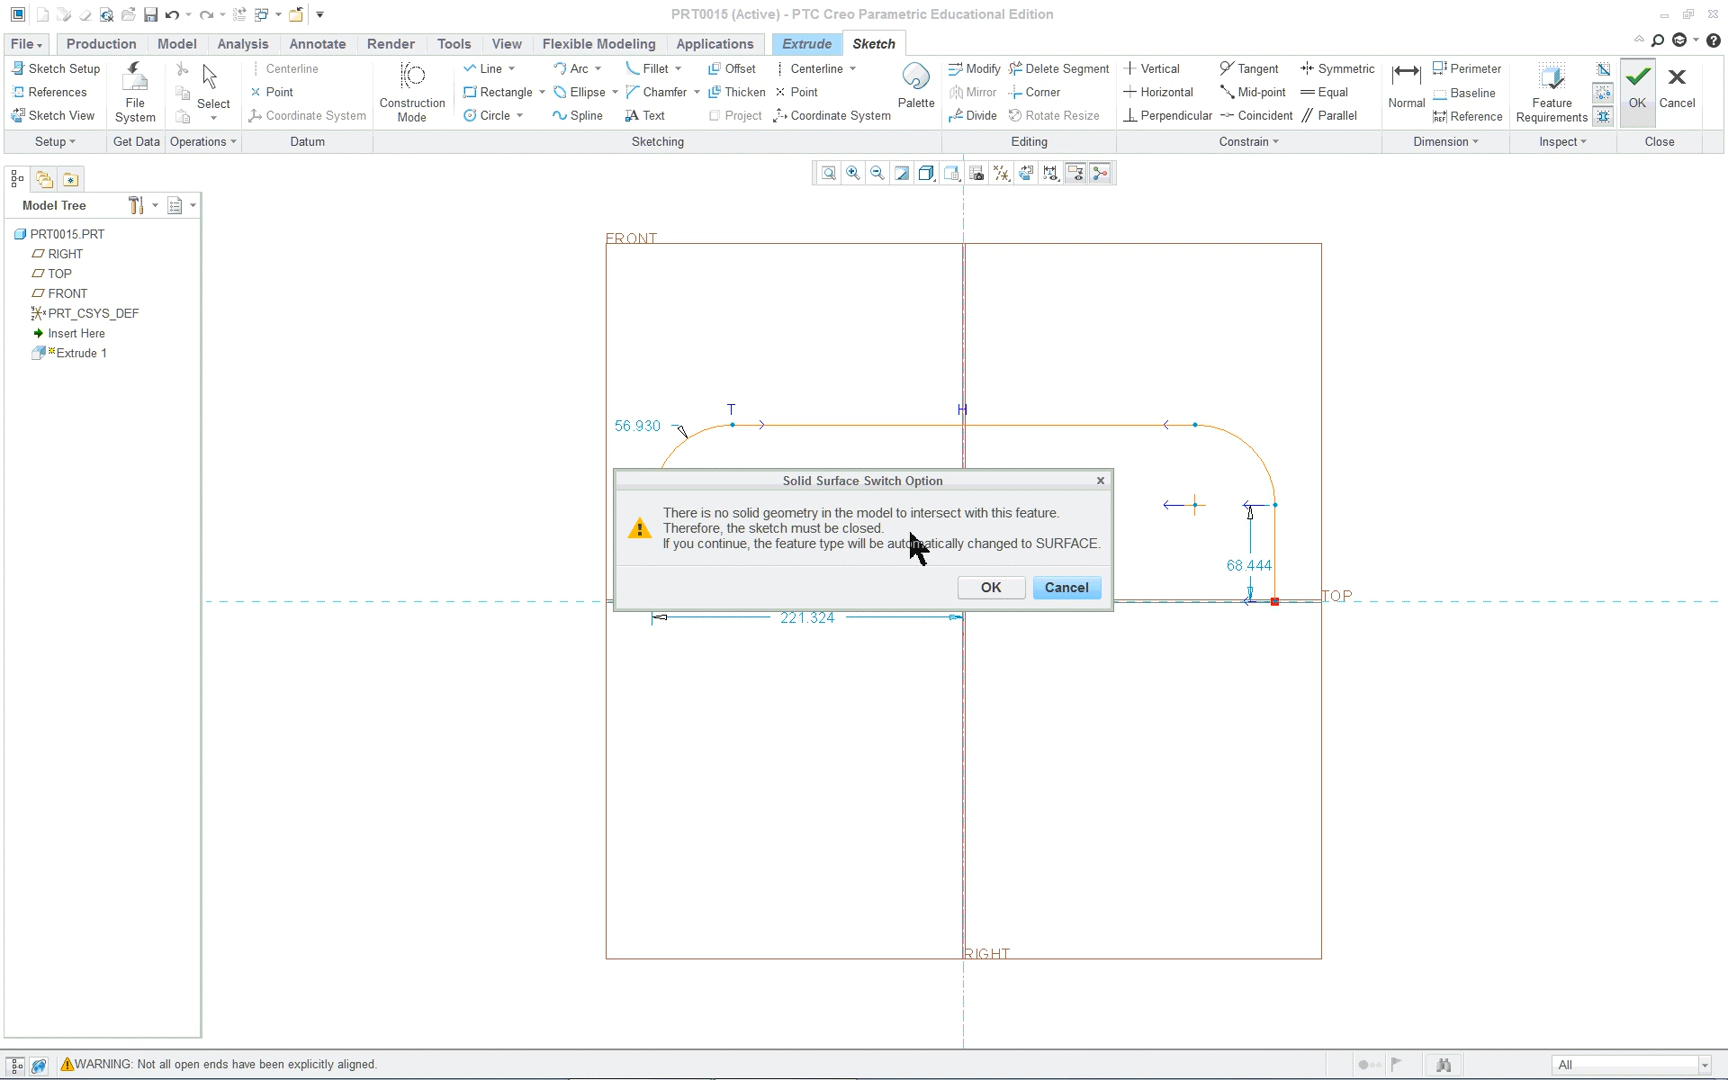 PRT0015 (Active) - PTC Creo Parametric Educational Edition
File Production Model Analysis Annotate Render Tools View Flexible Modeling Applications Extrude Sketch
Sketch Setup
References
Sketch View
Setup
File System
Get Data
Select
Operations
Centerline
Point
Coordinate System
Datum
Construction Mode
Line Arc Fillet Offset Centerline
Rectangle Ellipse Chamfer Thicken Point
Circle Spline Text Project Coordinate System
Palette
Sketching
Modify Delete Segment
Mirror Corner
Divide Rotate Resize
Editing
Vertical Tangent Symmetric
Horizontal Mid-point Equal
Perpendicular Coincident Parallel
Constrain
Normal
Perimeter
Baseline
Reference
Dimension
Feature Requirements
Inspect
OK Cancel
Close
Model Tree
PRT0015.PRT
RIGHT
TOP
FRONT
PRT_CSYS_DEF
Insert Here
Extrude 1
FRONT
T
H
56.930
Solid Surface Switch Option
There is no solid geometry in the model to intersect with this feature.
Therefore, the sketch must be closed.
If you continue, the feature type will be automatically changed to SURFACE.
OK Cancel
68.444
TOP
221.324
RIGHT
WARNING: Not all open ends have been explicitly aligned.
All